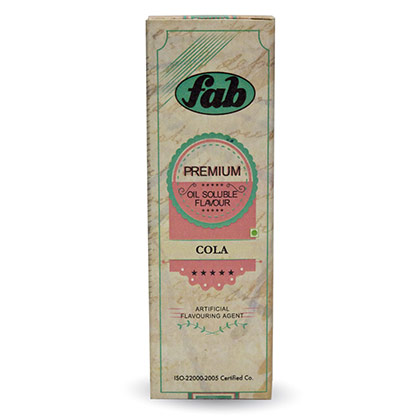 fab
PREMIUM
OIL SOLUBLE
FLAVOUR
COLA
ARTIFICIAL
FLAVOURING AGENT
ISO-22000-2005 Certified Co.